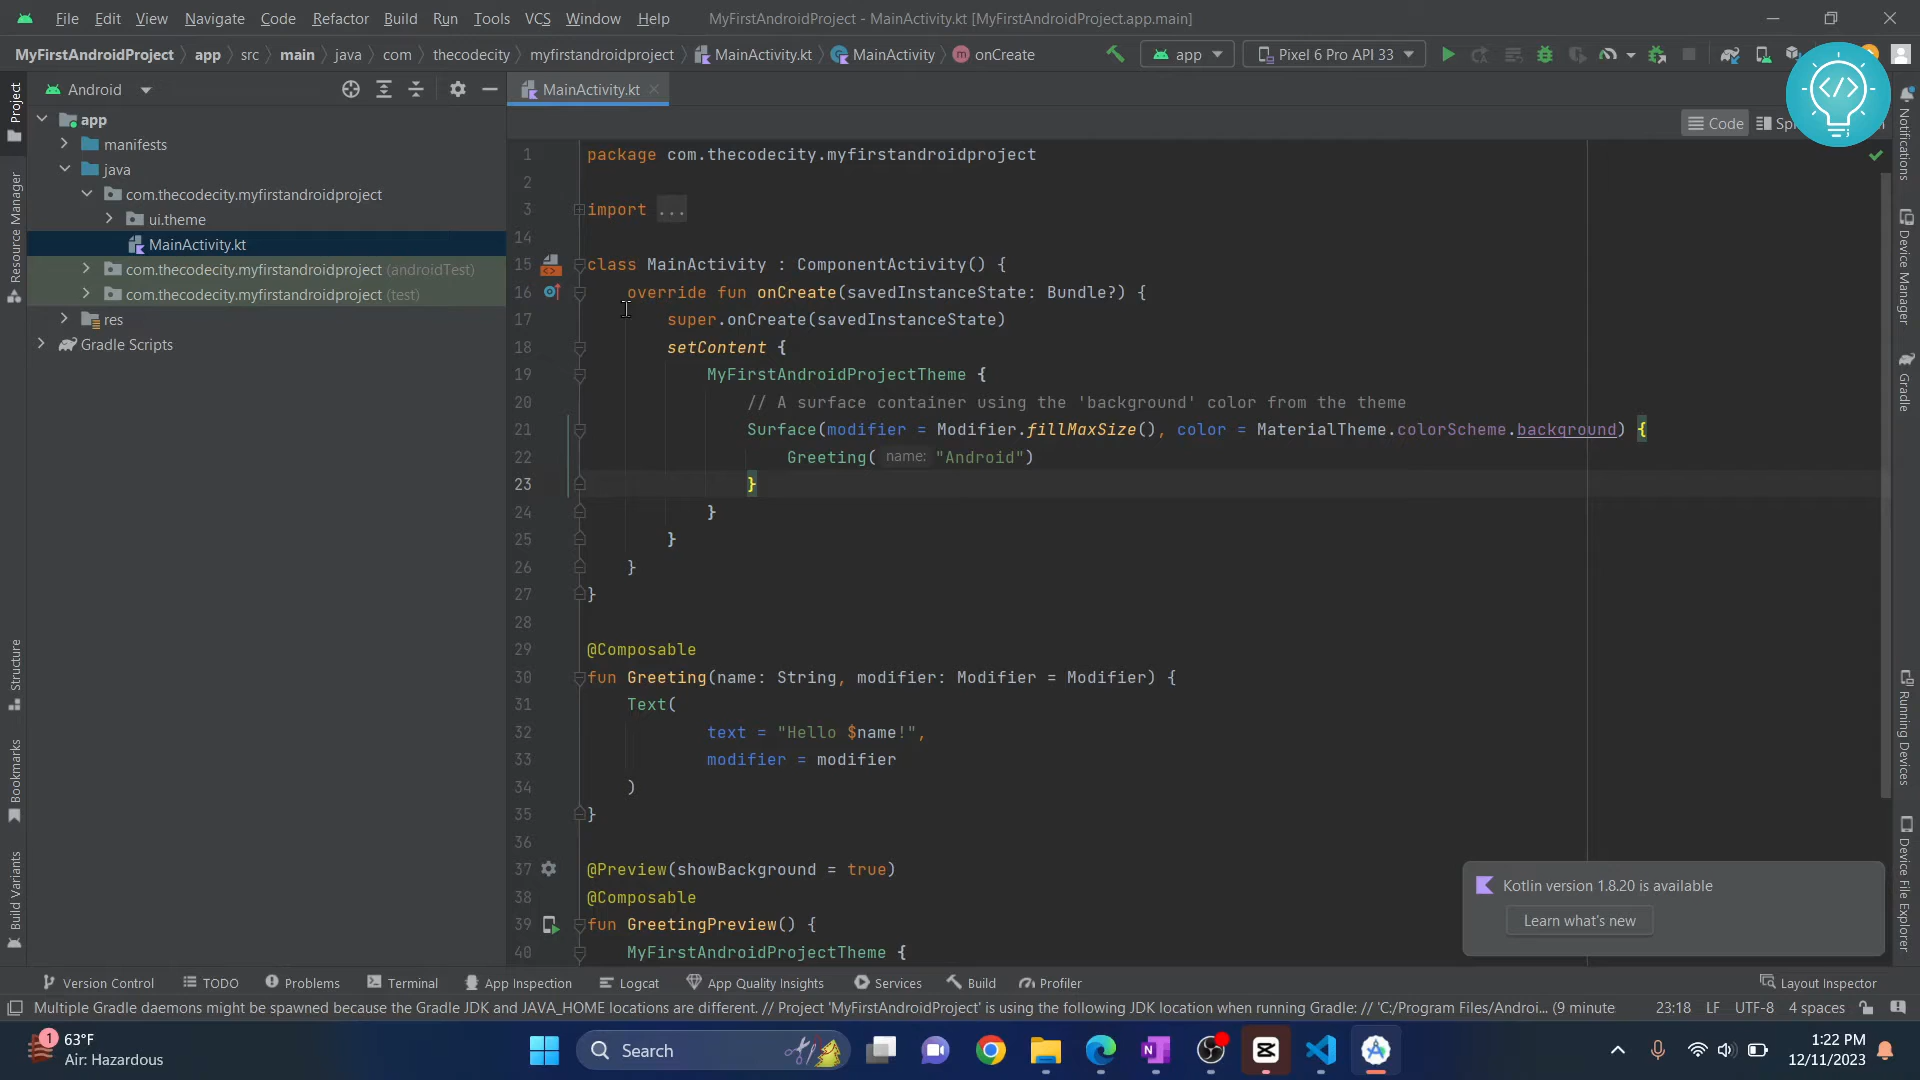 File Edit View Navigate Code Refactor Build Run Tools VCS Window Help MyFirstAndroidProject - MainActivity.kt [MyFirstAndroidProject.app.main]
MyFirstAndroidProject app src main java com thecodecity myfirstandroidproject MainActivity.kt MainActivity onCreate app Pixel 6 Pro API 33
Android
MainActivity.kt
Code
app
manifests
java
com.thecodecity.myfirstandroidproject
ui.theme
MainActivity.kt
com.thecodecity.myfirstandroidproject (androidTest)
com.thecodecity.myfirstandroidproject (test)
res
Gradle Scripts
Project
Resource Manager
Structure
Bookmarks
Build Variants
1 package com.thecodecity.myfirstandroidproject
2
3 import ...
14
15 class MainActivity : ComponentActivity() {
16 override fun onCreate(savedInstanceState: Bundle?) {
17 super.onCreate(savedInstanceState)
18 setContent {
19 MyFirstAndroidProjectTheme {
20 // A surface container using the 'background' color from the theme
21 Surface(modifier = Modifier.fillMaxSize(), color = MaterialTheme.colorScheme.background) {
22 Greeting( name: "Android")
23 }
24 }
25 }
26 }
27 }
28
29 @Composable
30 fun Greeting(name: String, modifier: Modifier = Modifier) {
31 Text(
32 text = "Hello $name!",
33 modifier = modifier
34 )
35 }
36
37 @Preview(showBackground = true)
38 @Composable
39 fun GreetingPreview() {
40 MyFirstAndroidProjectTheme {
Notifications
Device Manager
Gradle
Running Devices
Device File Explorer
Kotlin version 1.8.20 is available
Learn what's new
Version Control TODO Problems Terminal App Inspection Logcat App Quality Insights Services Build Profiler Layout Inspector
Multiple Gradle daemons might be spawned because the Gradle JDK and JAVA_HOME locations are different. // Project 'MyFirstAndroidProject' is using the following JDK location when running Gradle: // 'C:/Program Files/Androi... (9 minute 23:18 LF UTF-8 4 spaces
1
63°F
Air: Hazardous
Search
1:22 PM
12/11/2023